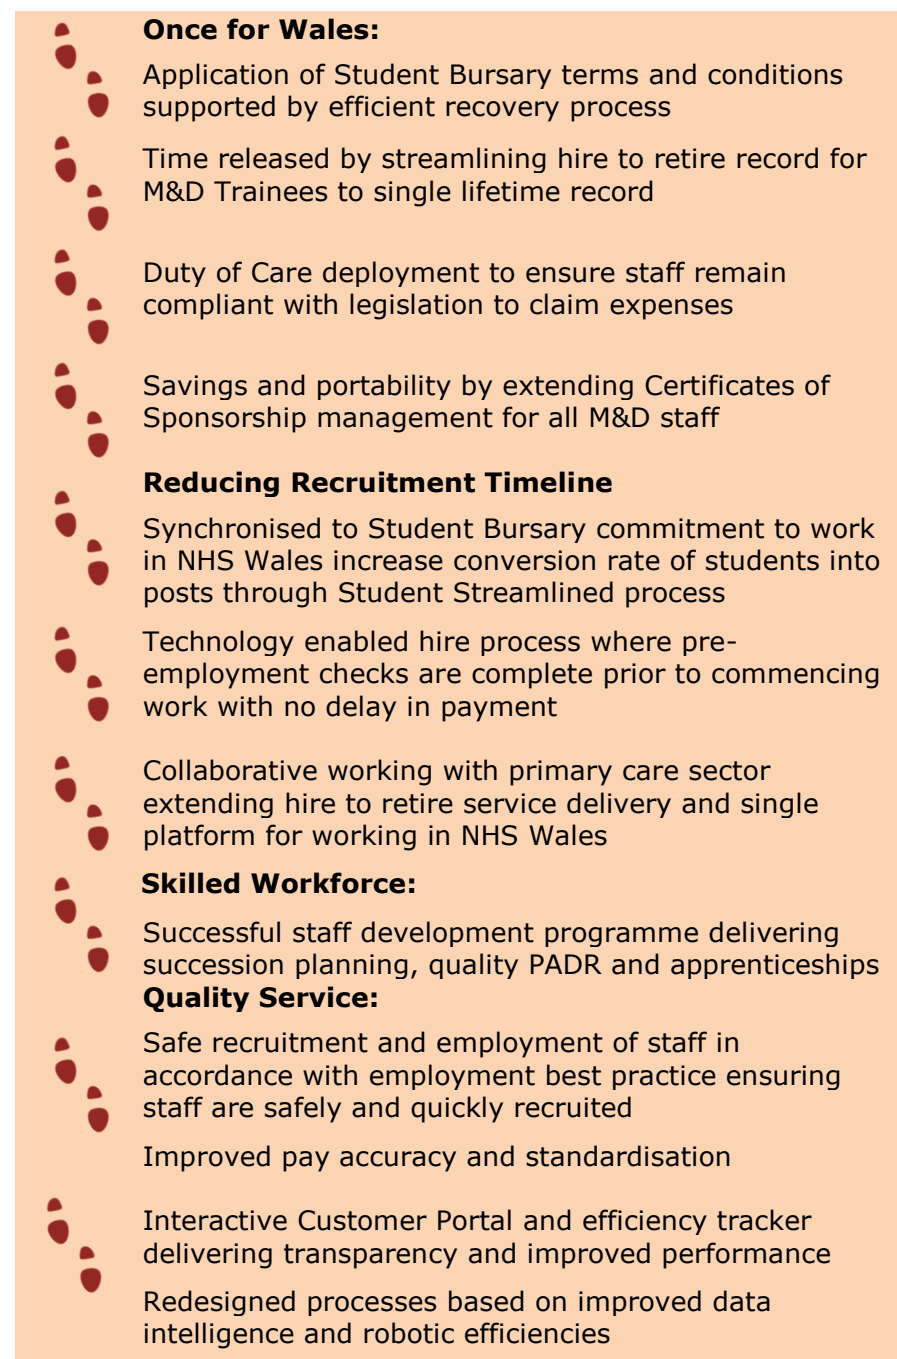 Once for Wales:
Application of Student Bursary terms and conditions
supported by efficient recovery process
Time released by streamlining hire to retire record for
M&D Trainees to single lifetime record
Duty of Care deployment to ensure staff remain
compliant with legislation to claim expenses
Savings and portability by extending Certificates of
Sponsorship management for all M&D staff
Reducing Recruitment Timeline
Synchronised to Student Bursary commitment to work
in NHS Wales increase conversion rate of students into
posts through Student Streamlined process
Technology enabled hire process where pre-
employment checks are complete prior to commencing
work with no delay in payment
Collaborative working with primary care sector
extending hire to retire service delivery and single
platform for working in NHS Wales
Skilled Workforce:
Successful staff development programme delivering
succession planning, quality PADR and apprenticeships
Quality Service:
Safe recruitment and employment of staff in
accordance with employment best practice ensuring
staff are safely and quickly recruited
Improved pay accuracy and standardisation
Interactive Customer Portal and efficiency tracker
delivering transparency and improved performance
Redesigned processes based on improved data
intelligence and robotic efficiencies